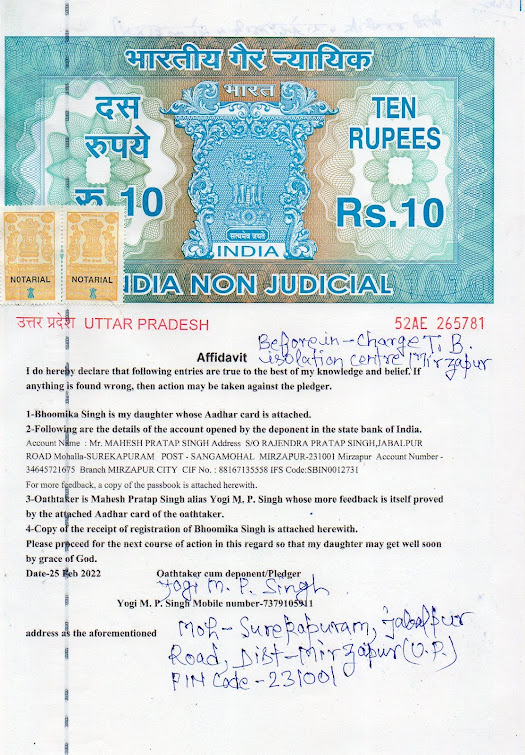 भारतीय गैर न्यायिक
भारत
दस
रुपये
रु.10
TEN
RUPEES
Rs.10
सत्यमेव जयते
INDIA
INDIA NON JUDICIAL
NOTARIAL NOTARIAL
उत्तर प्रदेश UTTAR PRADESH
52AE 265781
Before in-Charge T. B.
isolation centre Mirzapur
Affidavit
I do hereby declare that following entries are true to the best of my knowledge and belief. If
anything is found wrong, then action may be taken against the pledger.
1-Bhoomika Singh is my daughter whose Aadhar card is attached.
2-Following are the details of the account opened by the deponent in the state bank of India.
Account Name : Mr. MAHESH PRATAP SINGH Address S/O RAJENDRA PRATAP SINGH,JABALPUR
ROAD Mohalla-SUREKAPURAM POST - SANGAMOHAL MIRZAPUR-231001 Mirzapur Account Number -
34645721675 Branch MIRZAPUR CITY CIF No. : 88167135558 IFS Code:SBIN0012731
For more feedback, a copy of the passbook is attached herewith.
3-Oathtaker is Mahesh Pratap Singh alias Yogi M. P. Singh whose more feedback is itself proved
by the attached Aadhar card of the oathtaker.
4-Copy of the receipt of registration of Bhoomika Singh is attached herewith.
Please proceed for the next course of action in this regard so that my daughter may get well soon
by grace of God.
Date-25 Feb 2022 Oathtaker cum deponent/Pledger
Yogi M. P. Singh
Yogi M. P. Singh Mobile number-7379105911
address as the aforementioned
Moh- Surekapuram, Jabalpur
Road, Dist-Mirzapur (U.P.)
PIN Code - 231001